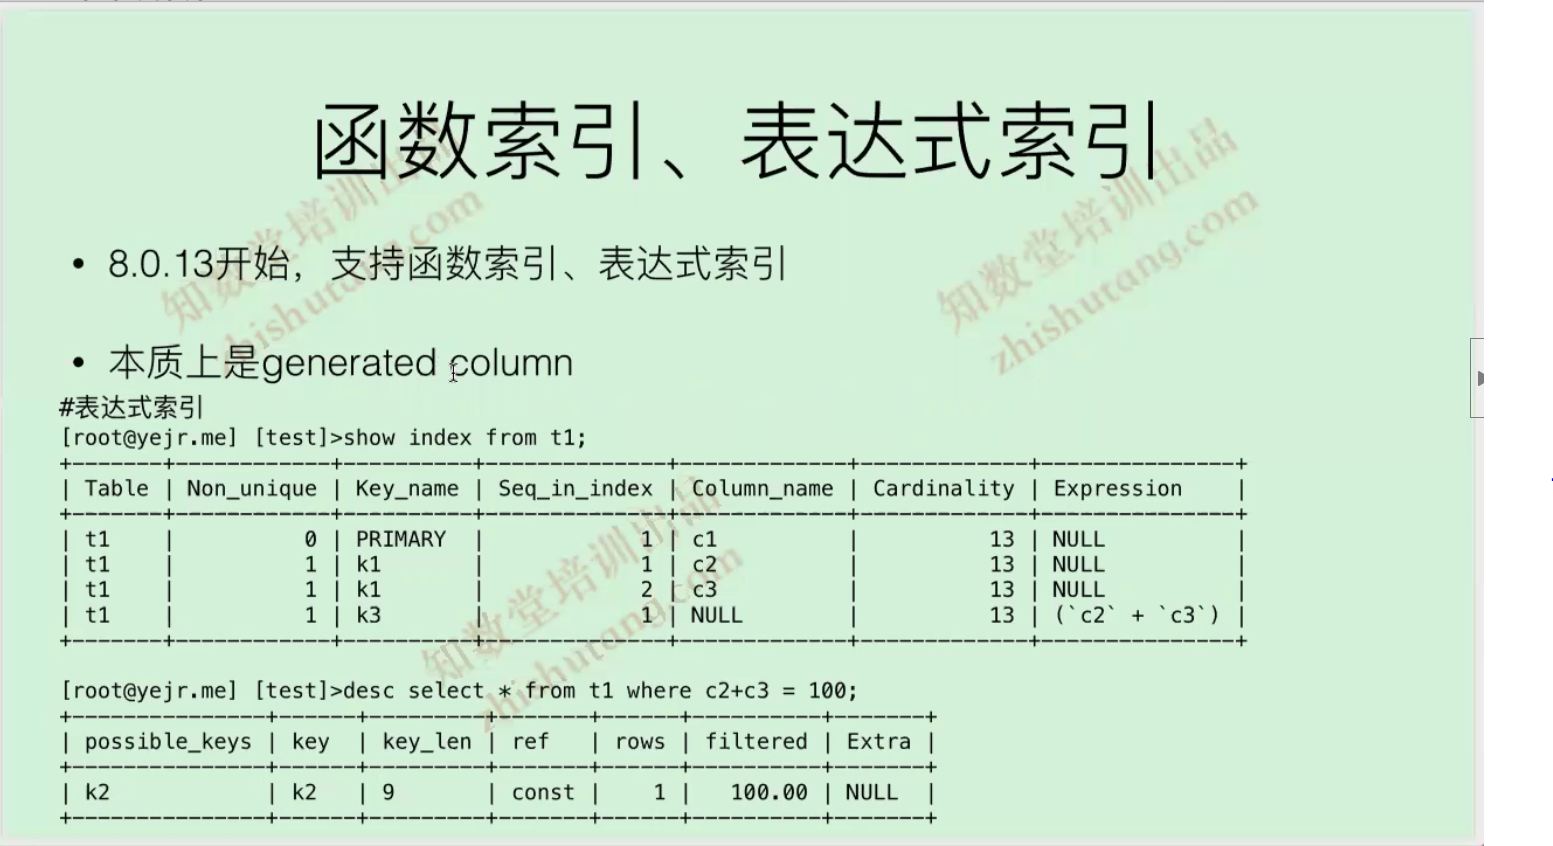 函数索引、表达式索引
• 8.0.13开始，支持函数索引、表达式索引
• 本质上是generated column
#表达式索引
[root@yejr.me] [test]>show index from t1;
+-------+------------+----------+--------------+-------------+-------------+---------------+
| Table | Non_unique | Key_name | Seq_in_index | Column_name | Cardinality | Expression    |
+-------+------------+----------+--------------+-------------+-------------+---------------+
| t1    |          0 | PRIMARY  |            1 | c1          |          13 | NULL          |
| t1    |          1 | k1       |            1 | c2          |          13 | NULL          |
| t1    |          1 | k1       |            2 | c3          |          13 | NULL          |
| t1    |          1 | k3       |            1 | NULL        |          13 | (`c2` + `c3`) |
+-------+------------+----------+--------------+-------------+-------------+---------------+
[root@yejr.me] [test]>desc select * from t1 where c2+c3 = 100;
+---------------+------+---------+-------+------+----------+-------+
| possible_keys | key  | key_len | ref   | rows | filtered | Extra |
+---------------+------+---------+-------+------+----------+-------+
| k2            | k2   | 9       | const |    1 |   100.00 | NULL  |
+---------------+------+---------+-------+------+----------+-------+
知数堂培训出品
zhishutang.com
知数堂培训出品
zhishutang.com
知数堂培训出品
zhishutang.com